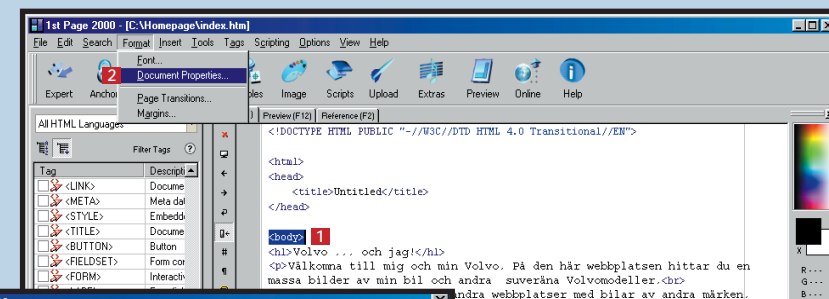 1st Page 2000 - [C:\Homepage\index.htm]
File Edit Search Format Insert Tools Tags Scripting Options View Help
Font...
2 Document Properties...
Page Transitions...
Margins...
Expert Image Scripts Upload Extras Preview Online Help
All HTML Languages
Preview (F12) Reference (F2)
Filter Tags ?
Tag Descripti
<LINK> Docume
<META> Meta dat
<STYLE> Embedd
<TITLE> Docume
<BUTTON> Button
<FIELDSET> Form cor
<FORM> Interactiv
<!DOCTYPE HTML PUBLIC "-//W3C//DTD HTML 4.0 Transitional//EN">
<html>
<head>
<title>Untitled</title>
</head>
<body> 1
<h1>Volvo ... och jag!</h1>
<p>Välkomna till mig och min Volvo. På den här webbplatsen hittar du en
massa bilder av min bil och andra suveräna Volvomodeller.<br>
andra webbplatser med bilar av andra märken,
X
R
G
B